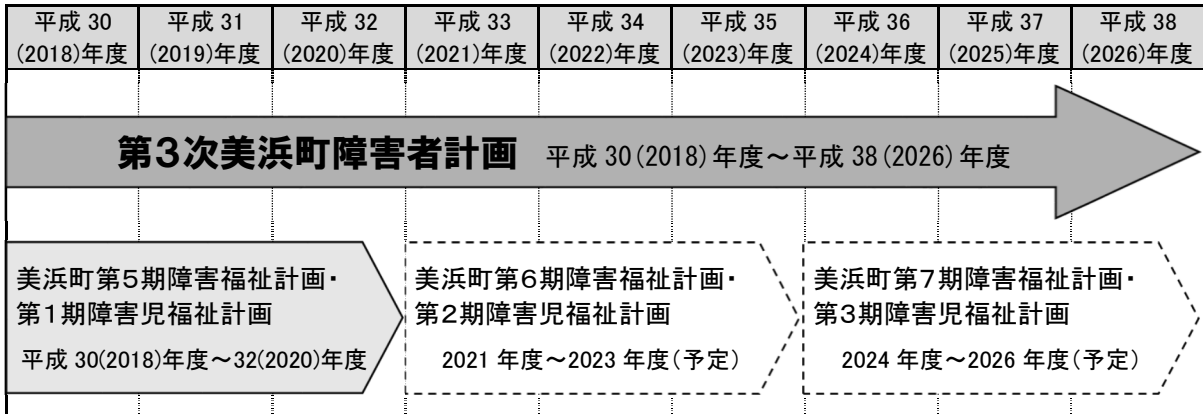 平成 30 平成 31 平成 32 平成 33 平成 34 平成 35 平成 36 平成 37 平成 38
(2018)年度 (2019)年度 (2020)年度 (2021)年度 (2022)年度 (2023)年度 (2024)年度 (2025)年度 (2026)年度
第3次美浜町障害者計画 平成 30(2018)年度～平成 38(2026)年度
美浜町第5期障害福祉計画・
第1期障害児福祉計画
平成 30(2018)年度～32(2020)年度
美浜町第6期障害福祉計画・
第2期障害児福祉計画
2021 年度～2023 年度(予定)
美浜町第7期障害福祉計画・
第3期障害児福祉計画
2024 年度～2026 年度(予定)